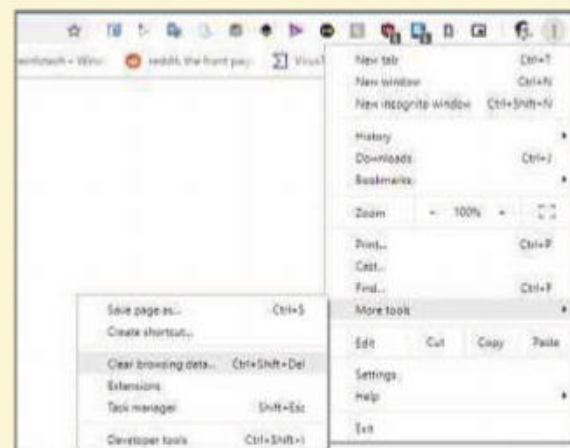 reddit: the front pag
New tab Ctrl+T
New window Ctrl+N
New incognito window Ctrl+Shift+N
History
Downloads Ctrl+J
Bookmarks
Zoom - 100% +
Print... Ctrl+P
Cast...
Find... Ctrl+F
More tools
Edit Cut Copy Paste
Settings
Help
Exit
Save page as... Ctrl+S
Create shortcut...
Clear browsing data... Ctrl+Shift+Del
Extensions
Task manager Shift+Esc
Developer tools Ctrl+Shift+I